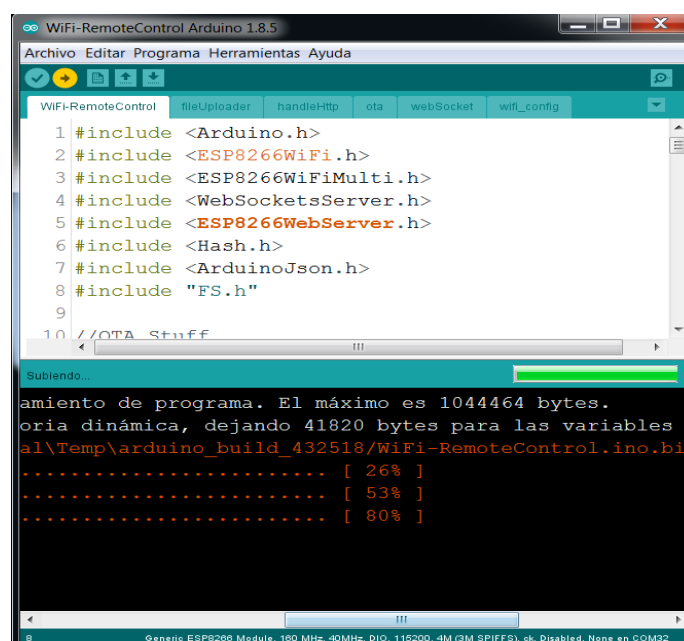 WiFi-RemoteControl Arduino 1.8.5
Archivo Editar Programa Herramientas Ayuda
WiFi-RemoteControl fileUploader handleHttp ota webSocket wifi_config
1 #include <Arduino.h>
2 #include <ESP8266WiFi.h>
3 #include <ESP8266WiFiMulti.h>
4 #include <WebSocketsServer.h>
5 #include <ESP8266WebServer.h>
6 #include <Hash.h>
7 #include <ArduinoJson.h>
8 #include "FS.h"
9
10 //OTA Stuff
Subiendo...
amiento de programa. El máximo es 1044464 bytes.
oria dinámica, dejando 41820 bytes para las variables
al\Temp\arduino_build_432518/WiFi-RemoteControl.ino.bi
.......................... [ 26% ]
.......................... [ 53% ]
.......................... [ 80% ]
8 Generic ESP8266 Module, 160 MHz, 40MHz, DIO, 115200, 4M (3M SPIFFS), ck, Disabled, None en COM32